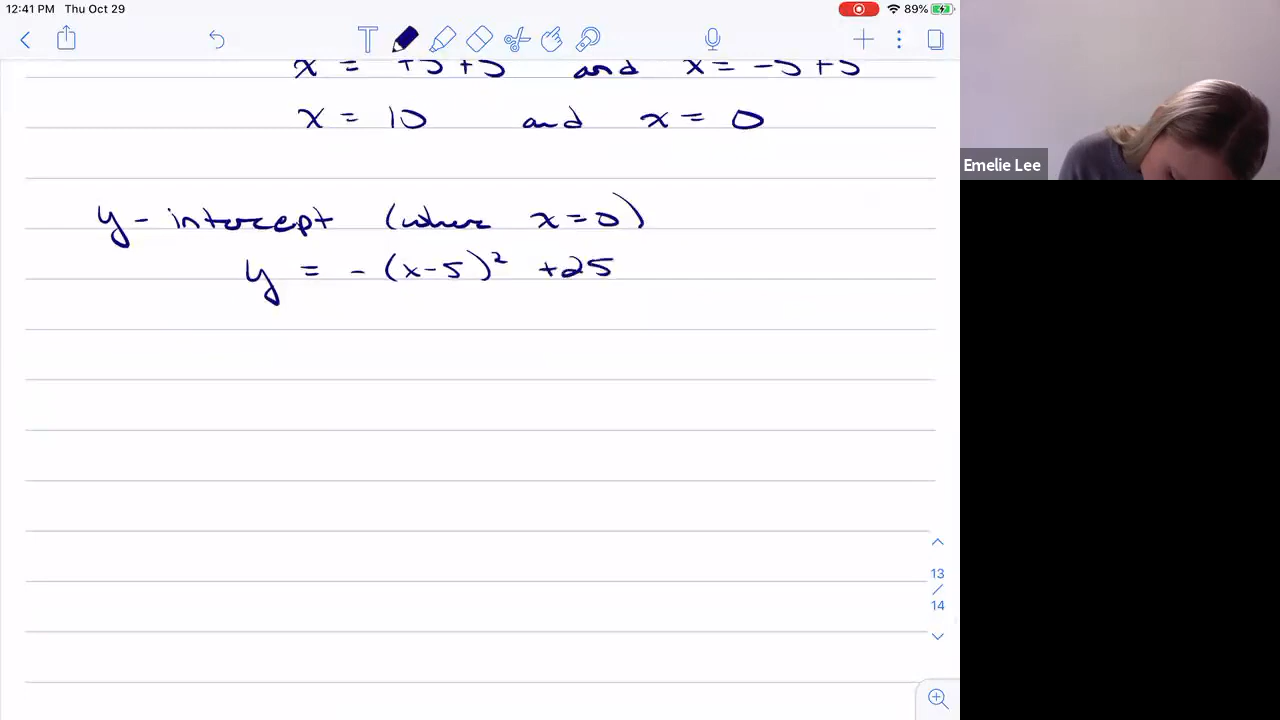 12:41 PM Thu Oct 29
89%
T
x = +5+5 and x = -5+5
x = 10 and x = 0
Emelie Lee
y-intercept (where x=0)
y = -(x-5)² +25
13
/
14